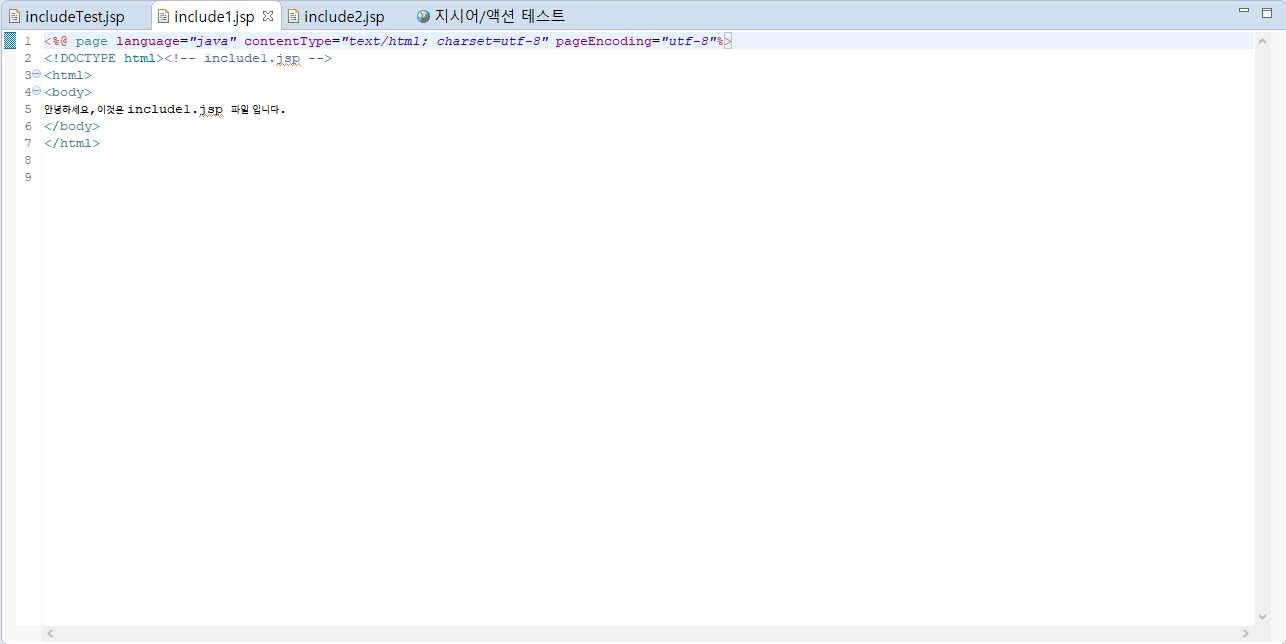 includeTest.jsp include1.jsp include2.jsp 지시어/액션 테스트
1 <%@ page language="java" contentType="text/html; charset=utf-8" pageEncoding="utf-8"%>
2 <!DOCTYPE html><!-- include1.jsp -->
3 <html>
4 <body>
5 안녕하세요,이것은 include1.jsp 파일 입니다.
6 </body>
7 </html>
8
9